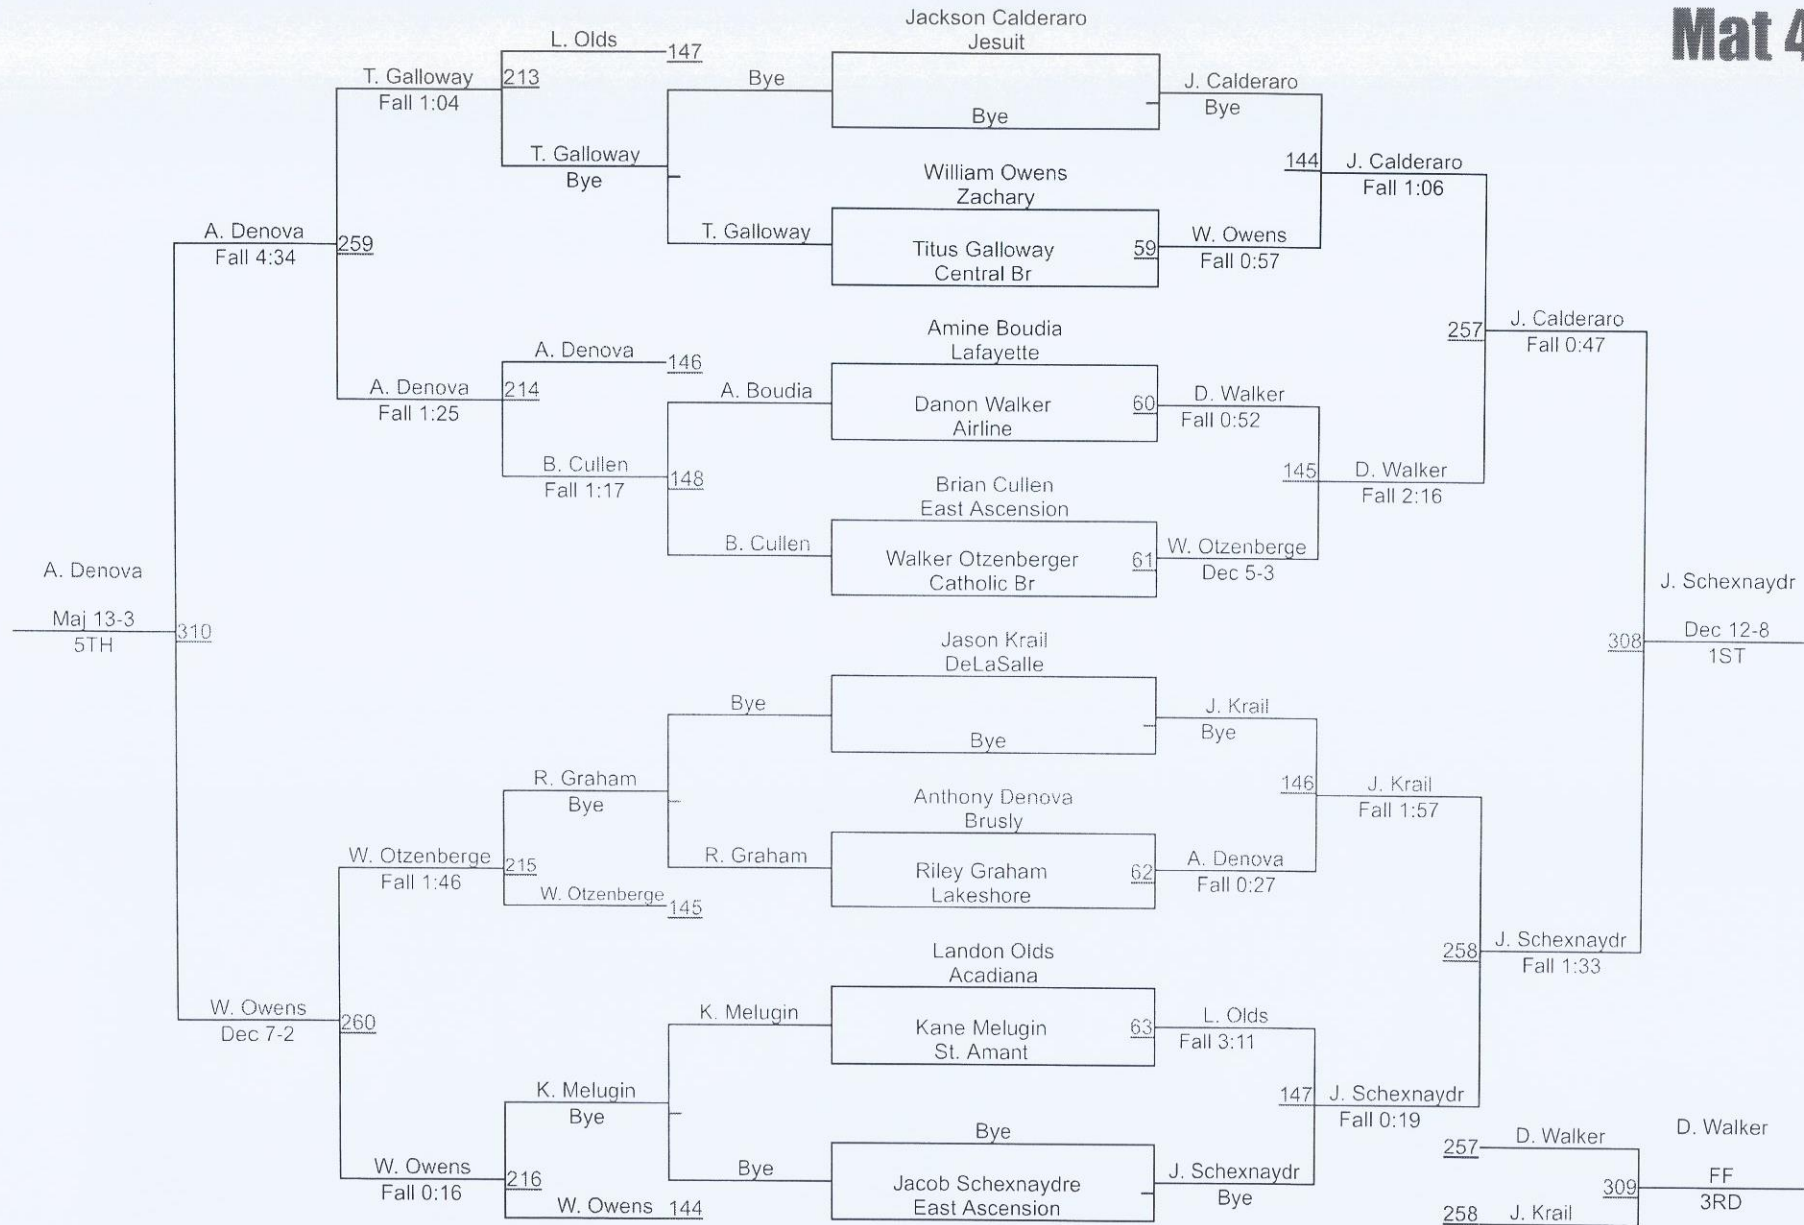 Mat 4
Jackson Calderaro
Jesuit
L. Olds
147
T. Galloway
213
Fall 1:04
Bye
J. Calderaro
Bye
Bye
T. Galloway
Bye
144
J. Calderaro
Fall 1:06
William Owens
Zachary
A. Denova
259
Fall 4:34
T. Galloway
Titus Galloway
Central Br
59
W. Owens
Fall 0:57
Amine Boudia
Lafayette
257
J. Calderaro
Fall 0:47
A. Denova
146
A. Denova
214
Fall 1:25
A. Boudia
Danon Walker
Airline
60
D. Walker
Fall 0:52
B. Cullen
148
Fall 1:17
145
D. Walker
Fall 2:16
Brian Cullen
East Ascension
B. Cullen
Walker Otzenberger
Catholic Br
61
W. Otzenberge
Dec 5-3
A. Denova
Maj 13-3
310
5TH
J. Schexnaydr
308
Dec 12-8
1ST
Jason Krail
DeLaSalle
Bye
Bye
J. Krail
Bye
R. Graham
Bye
146
J. Krail
Fall 1:57
Anthony Denova
Brusly
W. Otzenberge
215
Fall 1:46
R. Graham
Riley Graham
Lakeshore
62
A. Denova
Fall 0:27
W. Otzenberge
145
Landon Olds
Acadiana
258
J. Schexnaydr
Fall 1:33
W. Owens
260
Dec 7-2
K. Melugin
Kane Melugin
St. Amant
63
L. Olds
Fall 3:11
K. Melugin
Bye
147
J. Schexnaydr
Fall 0:19
Bye
W. Owens
216
Fall 0:16
Bye
Jacob Schexnaydre
East Ascension
J. Schexnaydr
Bye
W. Owens
144
257
D. Walker
D. Walker
309
FF
3RD
258
J. Krail